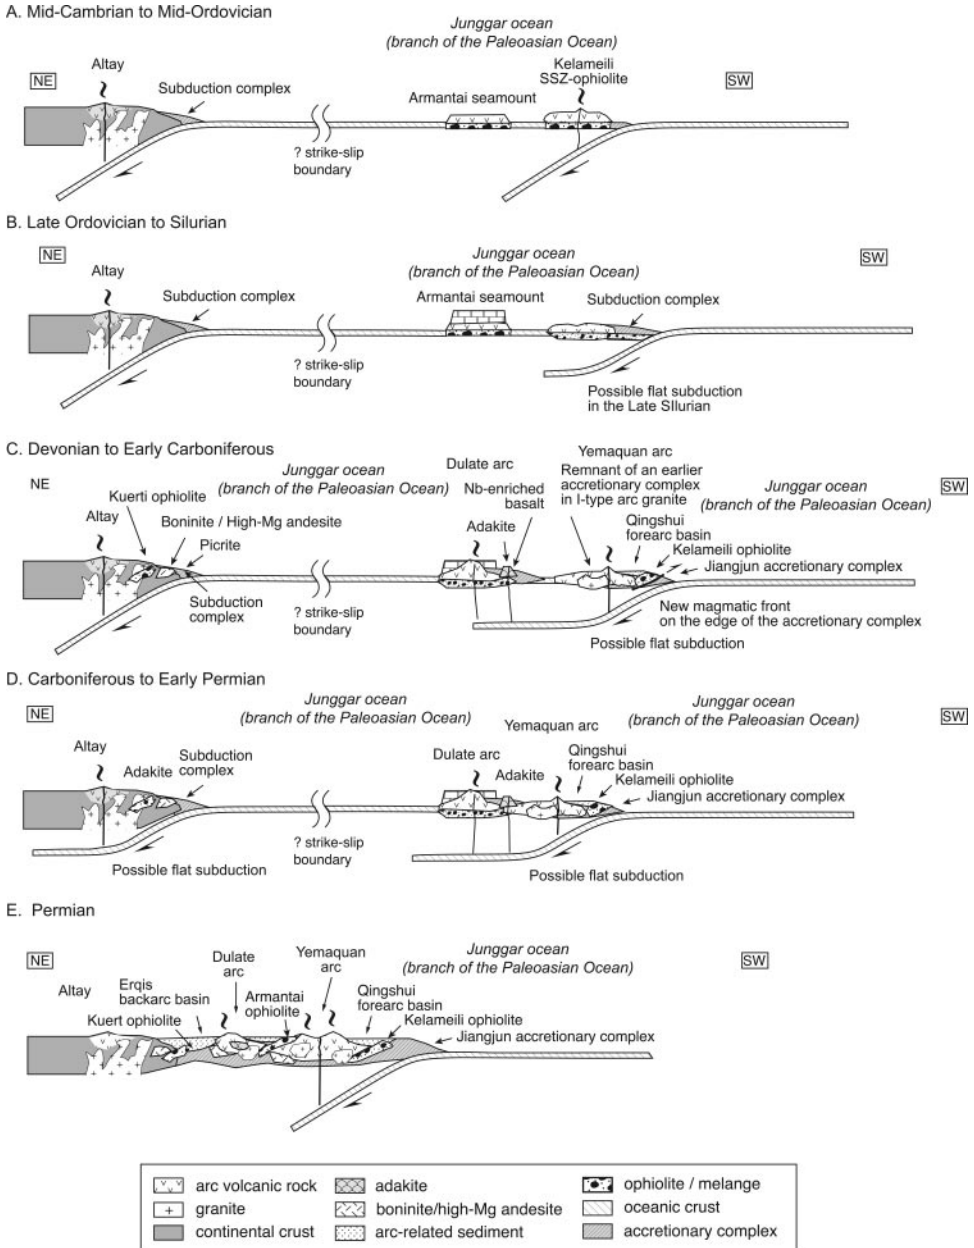 A. Mid-Cambrian to Mid-Ordovician
Junggar ocean
(branch of the Paleoasian Ocean)
NE
Altay
Subduction complex
Armantai seamount
Kelameili
SSZ-ophiolite
SW
? strike-slip
boundary
B. Late Ordovician to Silurian
NE
Junggar ocean
(branch of the Paleoasian Ocean)
SW
Altay
Subduction complex
Armantai seamount
Subduction complex
? strike-slip
boundary
Possible flat subduction
in the Late SIlurian
C. Devonian to Early Carboniferous
NE
Junggar ocean
(branch of the Paleoasian Ocean)
Kuerti ophiolite
Altay
Boninite / High-Mg andesite
Picrite
Subduction
complex
? strike-slip
boundary
Dulate arc
Nb-enriched
basalt
Adakite
Yemaquan arc
Remnant of an earlier
accretionary complex
in I-type arc granite
Junggar ocean
(branch of the Paleoasian Ocean)
SW
Qingshui
forearc basin
Kelameili ophiolite
Jiangjun accretionary complex
New magmatic front
on the edge of the accretionary complex
Possible flat subduction
D. Carboniferous to Early Permian
NE
Junggar ocean
(branch of the Paleoasian Ocean)
Junggar ocean
(branch of the Paleoasian Ocean)
SW
Altay
Adakite
Subduction
complex
Yemaquan arc
Dulate arc
Adakite
Qingshui
forearc basin
Kelameili ophiolite
Jiangjun accretionary complex
? strike-slip
boundary
Possible flat subduction
Possible flat subduction
E. Permian
NE
Junggar ocean
(branch of the Paleoasian Ocean)
SW
Altay
Erqis
backarc basin
Kuert ophiolite
Dulate
arc
Armantai
ophiolite
Yemaquan
arc
Qingshui
forearc basin
Kelameili ophiolite
Jiangjun accretionary complex
arc volcanic rock
adakite
ophiolite / melange
granite
boninite/high-Mg andesite
oceanic crust
continental crust
arc-related sediment
accretionary complex